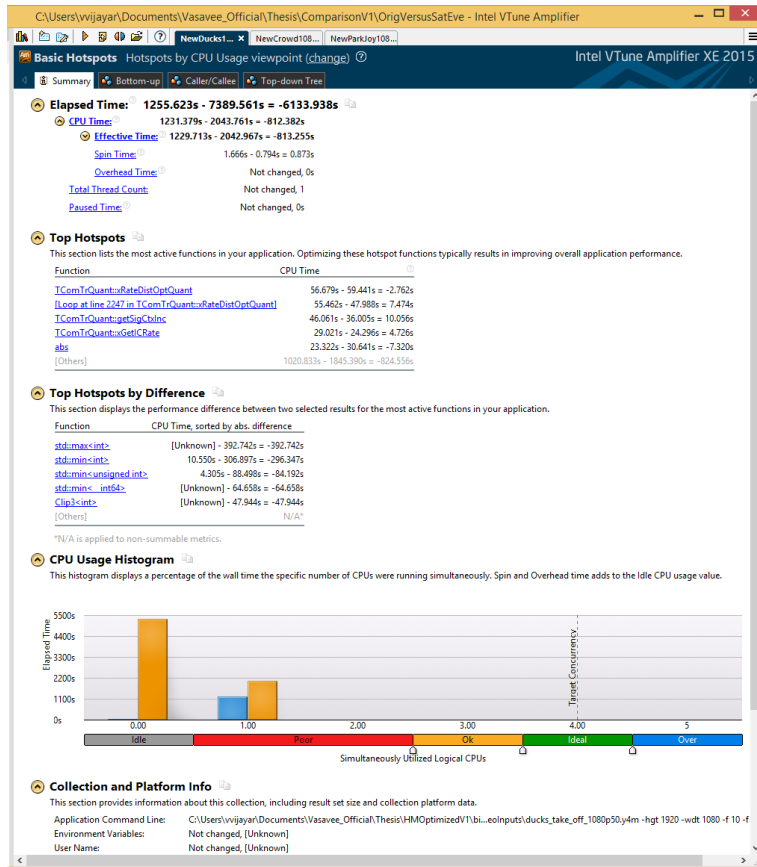 C:\Users\vvijayar\Documents\Vasavee_Official\Thesis\ComparisonV1\OrigVersusSatEve - Intel VTune Amplifier
NewDucks1... x NewCrowd108... NewParkJoy108...
Basic Hotspots Hotspots by CPU Usage viewpoint (change) Intel VTune Amplifier XE 2015
Summary Bottom-up Caller/Callee Top-down Tree
Elapsed Time: 1255.623s - 7389.561s = -6133.938s
CPU Time: 1231.379s - 2043.761s = -812.382s
Effective Time: 1229.713s - 2042.967s = -813.255s
Spin Time: 1.666s - 0.794s = 0.873s
Overhead Time: Not changed, 0s
Total Thread Count: Not changed, 1
Paused Time: Not changed, 0s
Top Hotspots
This section lists the most active functions in your application. Optimizing these hotspot functions typically results in improving overall application performance.
Function CPU Time
TComTrQuant::xRateDistOptQuant 56.679s - 59.441s = -2.762s
[Loop at line 2247 in TComTrQuant::xRateDistOptQuant] 55.462s - 47.988s = 7.474s
TComTrQuant::getSigCtxInc 46.061s - 36.005s = 10.056s
TComTrQuant::xGetICRate 29.021s - 24.296s = 4.726s
abs 23.322s - 30.641s = -7.320s
[Others] 1020.833s - 1845.390s = -824.556s
Top Hotspots by Difference
This section displays the performance difference between two selected results for the most active functions in your application.
Function CPU Time, sorted by abs. difference
std::max<int> [Unknown] - 392.742s = -392.742s
std::min<int> 10.550s - 306.897s = -296.347s
std::min<unsigned int> 4.305s - 88.498s = -84.192s
std::min<__int64> [Unknown] - 64.658s = -64.658s
Clip3<int> [Unknown] - 47.944s = -47.944s
[Others] N/A*
*N/A is applied to non-summable metrics.
CPU Usage Histogram
This histogram displays a percentage of the wall time the specific number of CPUs were running simultaneously. Spin and Overhead time adds to the Idle CPU usage value.
5500s
4400s
3300s
2200s
1100s
0s
Elapsed Time
Target Concurrency
0.00 1.00 2.00 3.00 4.00 5
Idle Poor Ok Ideal Over
Simultaneously Utilized Logical CPUs
Collection and Platform Info
This section provides information about this collection, including result set size and collection platform data.
Application Command Line: C:\Users\vvijayar\Documents\Vasavee_Official\Thesis\HMOptimizedV1\bi...eoInputs\ducks_take_off_1080p50.y4m -hgt 1920 -wdt 1080 -f 10 -f
Environment Variables: Not changed, [Unknown]
User Name: Not changed, [Unknown]